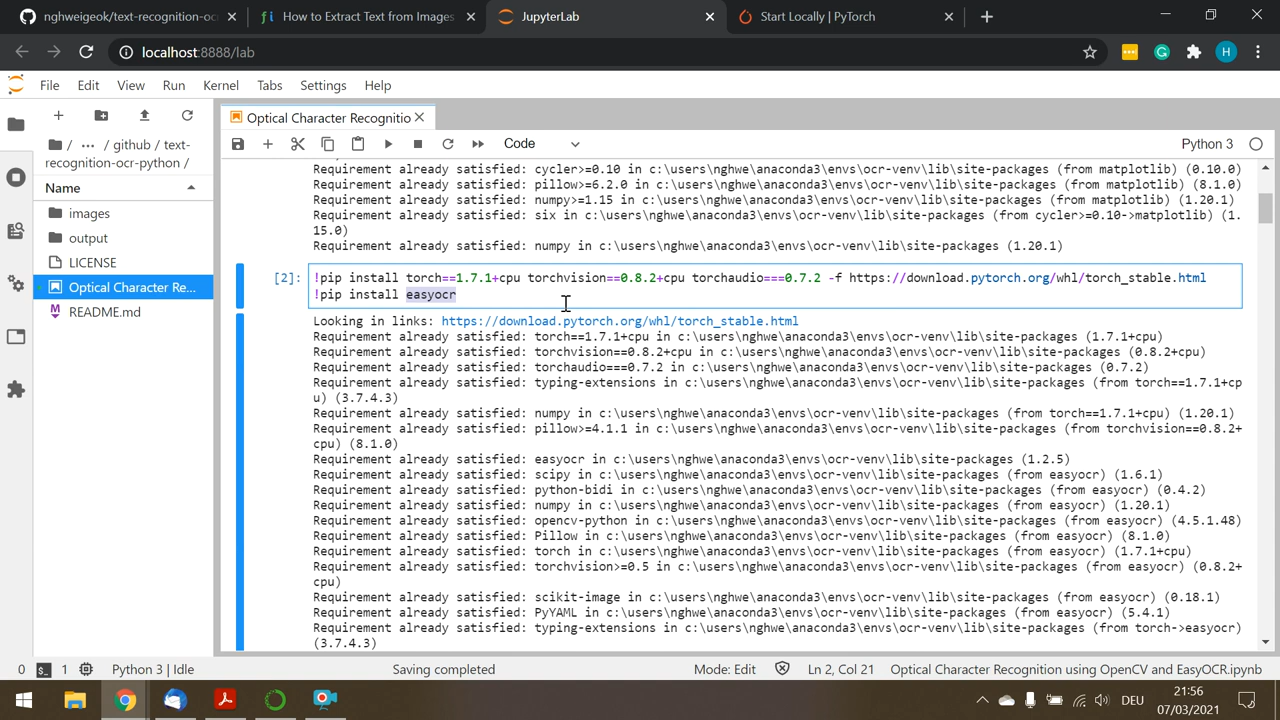 nghweigeok/text-recognition-oc
How to Extract Text from Images
JupyterLab
Start Locally | PyTorch
localhost:8888/lab
H
File Edit View Run Kernel Tabs Settings Help
Optical Character Recognitio
/ ··· / github / text-
recognition-ocr-python /
Code
Python 3
Name
images
output
LICENSE
Optical Character Re...
README.md
Requirement already satisfied: cycler>=0.10 in c:\users\nghwe\anaconda3\envs\ocr-venv\lib\site-packages (from matplotlib) (0.10.0)
Requirement already satisfied: pillow>=6.2.0 in c:\users\nghwe\anaconda3\envs\ocr-venv\lib\site-packages (from matplotlib) (8.1.0)
Requirement already satisfied: numpy>=1.15 in c:\users\nghwe\anaconda3\envs\ocr-venv\lib\site-packages (from matplotlib) (1.20.1)
Requirement already satisfied: six in c:\users\nghwe\anaconda3\envs\ocr-venv\lib\site-packages (from cycler>=0.10->matplotlib) (1.
15.0)
Requirement already satisfied: numpy in c:\users\nghwe\anaconda3\envs\ocr-venv\lib\site-packages (1.20.1)
[2]: !pip install torch==1.7.1+cpu torchvision==0.8.2+cpu torchaudio===0.7.2 -f https://download.pytorch.org/whl/torch_stable.html
!pip install easyocr
Looking in links: https://download.pytorch.org/whl/torch_stable.html
Requirement already satisfied: torch==1.7.1+cpu in c:\users\nghwe\anaconda3\envs\ocr-venv\lib\site-packages (1.7.1+cpu)
Requirement already satisfied: torchvision==0.8.2+cpu in c:\users\nghwe\anaconda3\envs\ocr-venv\lib\site-packages (0.8.2+cpu)
Requirement already satisfied: torchaudio===0.7.2 in c:\users\nghwe\anaconda3\envs\ocr-venv\lib\site-packages (0.7.2)
Requirement already satisfied: typing-extensions in c:\users\nghwe\anaconda3\envs\ocr-venv\lib\site-packages (from torch==1.7.1+cp
u) (3.7.4.3)
Requirement already satisfied: numpy in c:\users\nghwe\anaconda3\envs\ocr-venv\lib\site-packages (from torch==1.7.1+cpu) (1.20.1)
Requirement already satisfied: pillow>=4.1.1 in c:\users\nghwe\anaconda3\envs\ocr-venv\lib\site-packages (from torchvision==0.8.2+
cpu) (8.1.0)
Requirement already satisfied: easyocr in c:\users\nghwe\anaconda3\envs\ocr-venv\lib\site-packages (1.2.5)
Requirement already satisfied: scipy in c:\users\nghwe\anaconda3\envs\ocr-venv\lib\site-packages (from easyocr) (1.6.1)
Requirement already satisfied: python-bidi in c:\users\nghwe\anaconda3\envs\ocr-venv\lib\site-packages (from easyocr) (0.4.2)
Requirement already satisfied: numpy in c:\users\nghwe\anaconda3\envs\ocr-venv\lib\site-packages (from easyocr) (1.20.1)
Requirement already satisfied: opencv-python in c:\users\nghwe\anaconda3\envs\ocr-venv\lib\site-packages (from easyocr) (4.5.1.48)
Requirement already satisfied: Pillow in c:\users\nghwe\anaconda3\envs\ocr-venv\lib\site-packages (from easyocr) (8.1.0)
Requirement already satisfied: torch in c:\users\nghwe\anaconda3\envs\ocr-venv\lib\site-packages (from easyocr) (1.7.1+cpu)
Requirement already satisfied: torchvision>=0.5 in c:\users\nghwe\anaconda3\envs\ocr-venv\lib\site-packages (from easyocr) (0.8.2+
cpu)
Requirement already satisfied: scikit-image in c:\users\nghwe\anaconda3\envs\ocr-venv\lib\site-packages (from easyocr) (0.18.1)
Requirement already satisfied: PyYAML in c:\users\nghwe\anaconda3\envs\ocr-venv\lib\site-packages (from easyocr) (5.4.1)
Requirement already satisfied: typing-extensions in c:\users\nghwe\anaconda3\envs\ocr-venv\lib\site-packages (from torch->easyocr)
(3.7.4.3)
0 1 Python 3 | Idle Saving completed Mode: Edit Ln 2, Col 21 Optical Character Recognition using OpenCV and EasyOCR.ipynb
DEU
21:56
07/03/2021